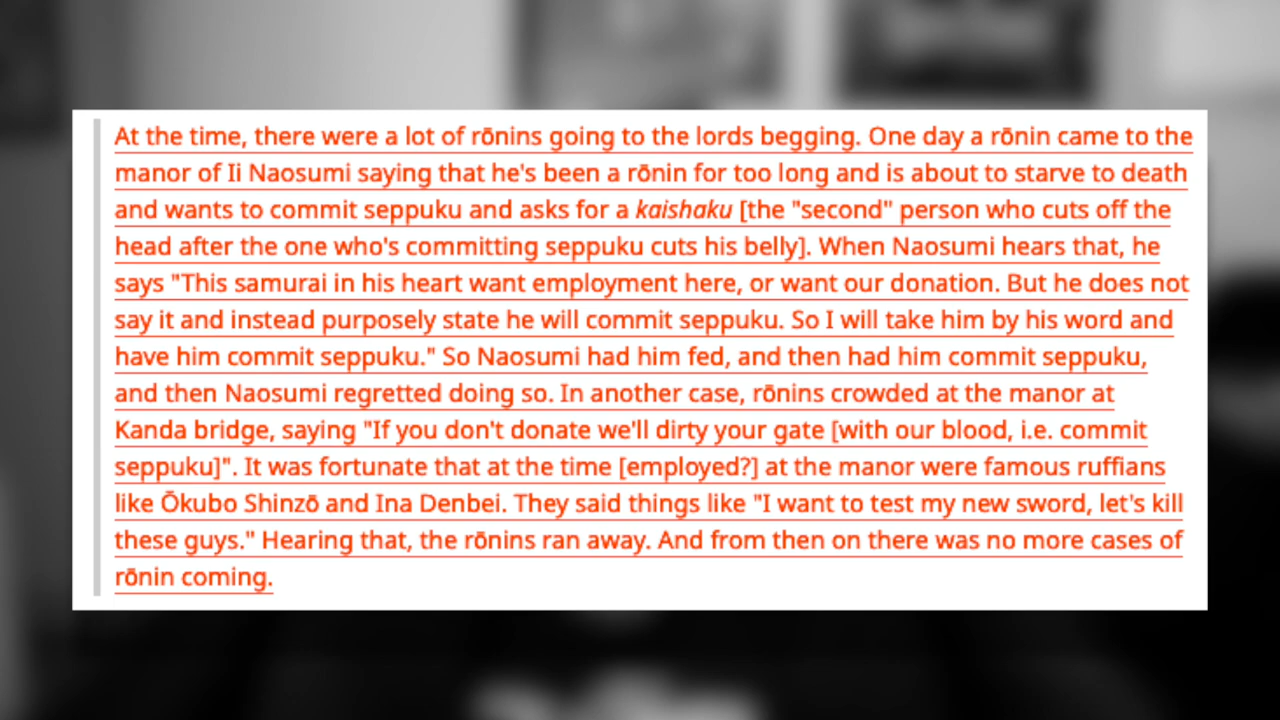 At the time, there were a lot of rōnins going to the lords begging. One day a rōnin came to the
manor of Ii Naosumi saying that he's been a rōnin for too long and is about to starve to death
and wants to commit seppuku and asks for a kaishaku [the "second" person who cuts off the
head after the one who's committing seppuku cuts his belly]. When Naosumi hears that, he
says "This samurai in his heart want employment here, or want our donation. But he does not
say it and instead purposely state he will commit seppuku. So I will take him by his word and
have him commit seppuku." So Naosumi had him fed, and then had him commit seppuku,
and then Naosumi regretted doing so. In another case, rōnins crowded at the manor at
Kanda bridge, saying "If you don't donate we'll dirty your gate [with our blood, i.e. commit
seppuku]". It was fortunate that at the time [employed?] at the manor were famous ruffians
like Ōkubo Shinzō and Ina Denbei. They said things like "I want to test my new sword, let's kill
these guys." Hearing that, the rōnins ran away. And from then on there was no more cases of
rōnin coming.